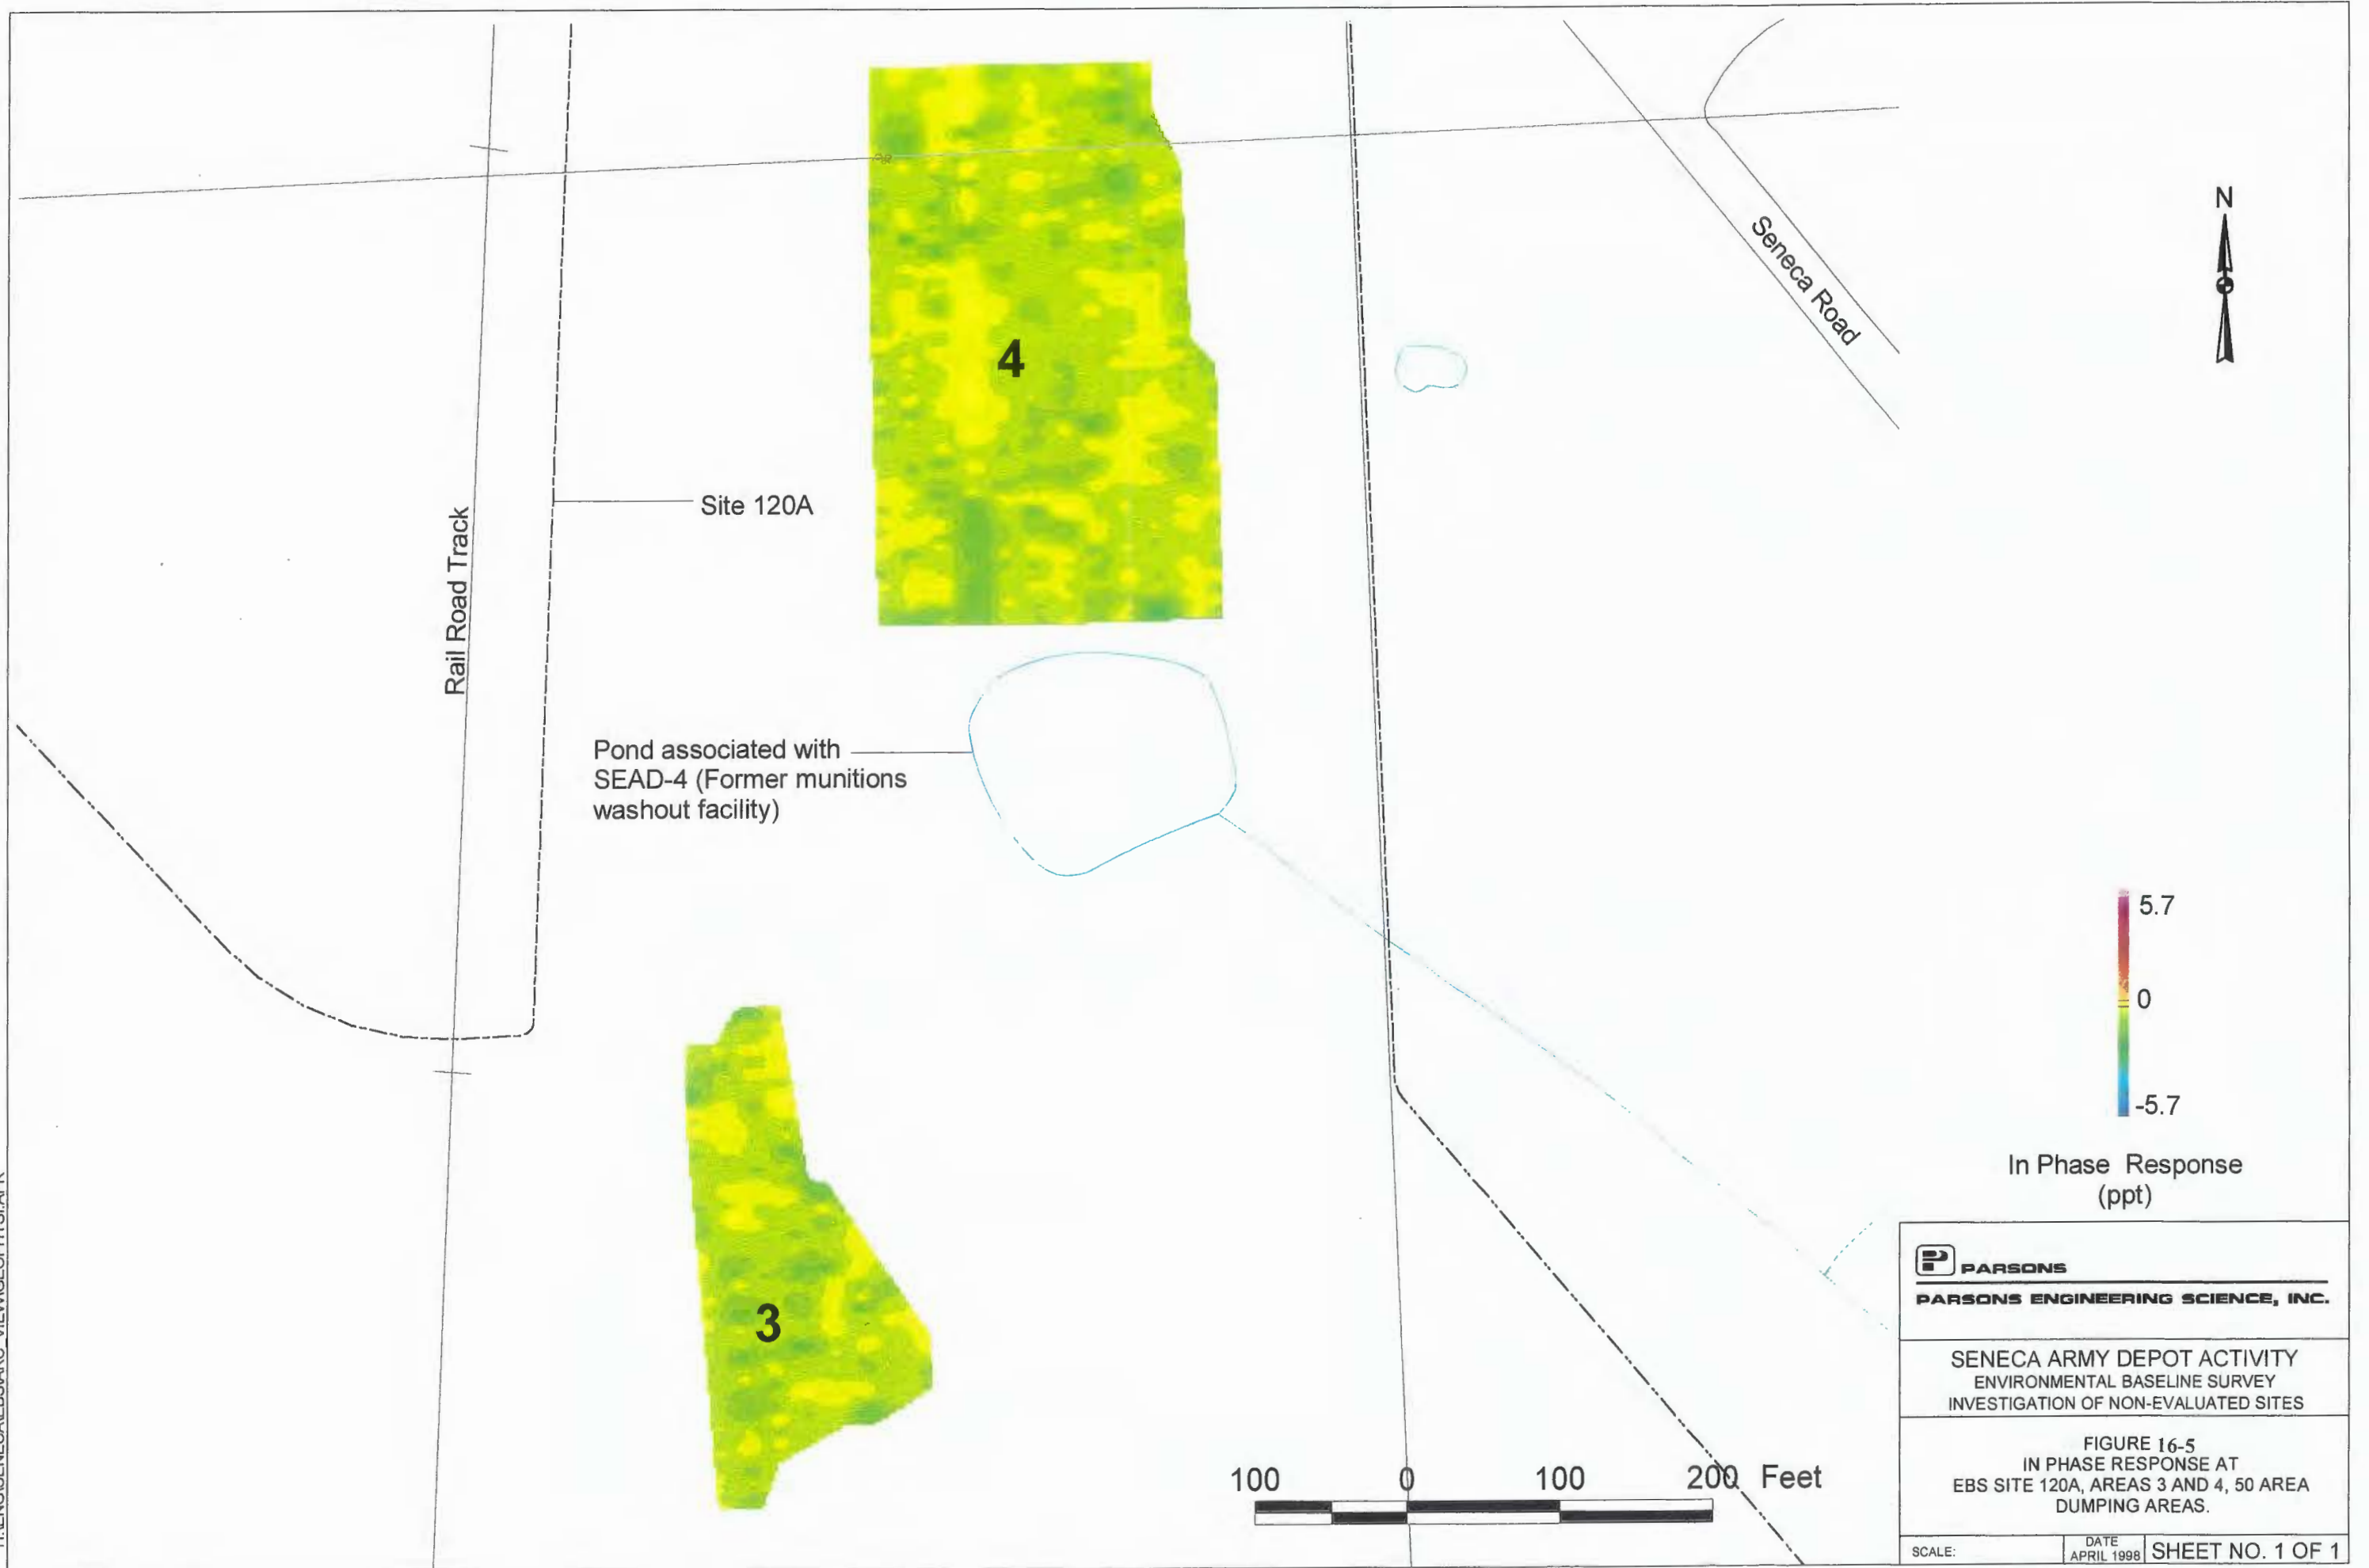 N
Seneca Road
4
Site 120A
Rail Road Track
Pond associated with
SEAD-4 (Former munitions
washout facility)
5.7
0
-5.7
In Phase Response
(ppt)
3
100 0 100 200 Feet
PARSONS
PARSONS ENGINEERING SCIENCE, INC.
SENECA ARMY DEPOT ACTIVITY
ENVIRONMENTAL BASELINE SURVEY
INVESTIGATION OF NON-EVALUATED SITES
FIGURE 16-5
IN PHASE RESPONSE AT
EBS SITE 120A, AREAS 3 AND 4, 50 AREA
DUMPING AREAS.
SCALE:
DATE
APRIL 1998
SHEET NO. 1 OF 1